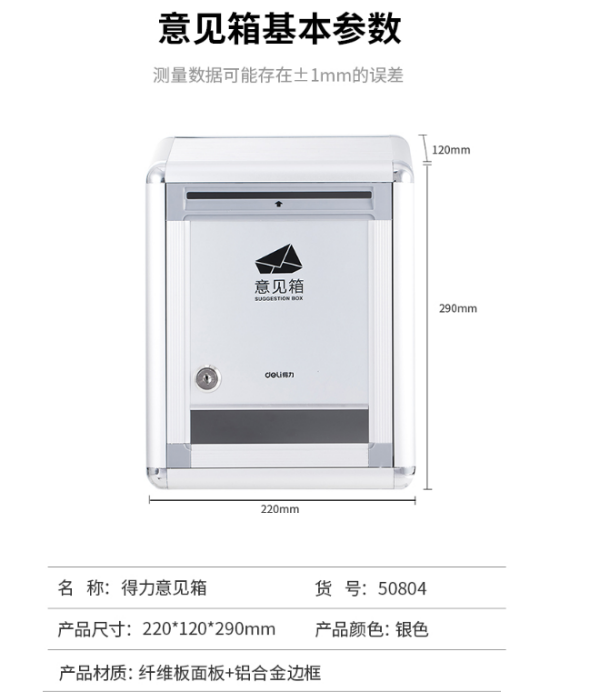 意见箱基本参数
测量数据可能存在±1mm的误差
120mm
意见箱
SUGGESTION BOX
290mm
deli得力
220mm
名 称: 得力意见箱 货 号: 50804
产品尺寸: 220*120*290mm 产品颜色: 银色
产品材质: 纤维板面板+铝合金边框